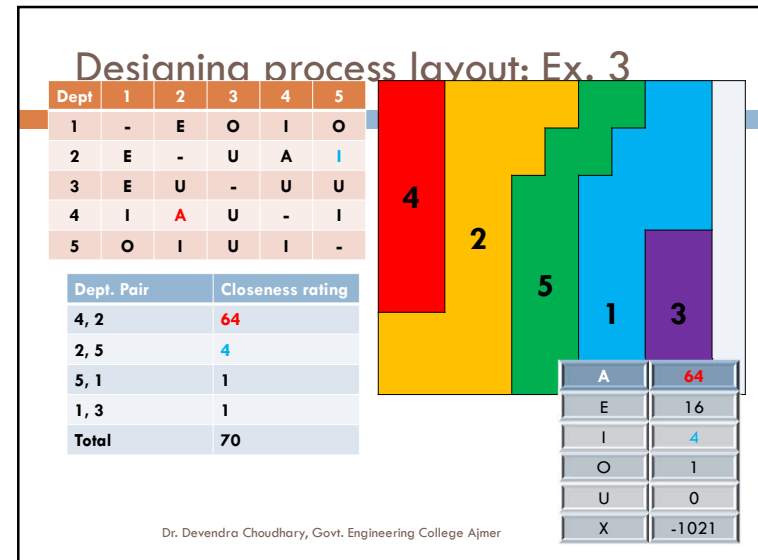 Designing process layout: Ex. 3
Dept 1 2 3 4 5
1 - E O I O
2 E - U A I
3 E U - U U
4 I A U - I
5 O I U I -
4
2
5
1
3
Dept. Pair Closeness rating
4, 2 64
2, 5 4
5, 1 1
1, 3 1
Total 70
A 64
E 16
I 4
O 1
U 0
X -1021
Dr. Devendra Choudhary, Govt. Engineering College Ajmer